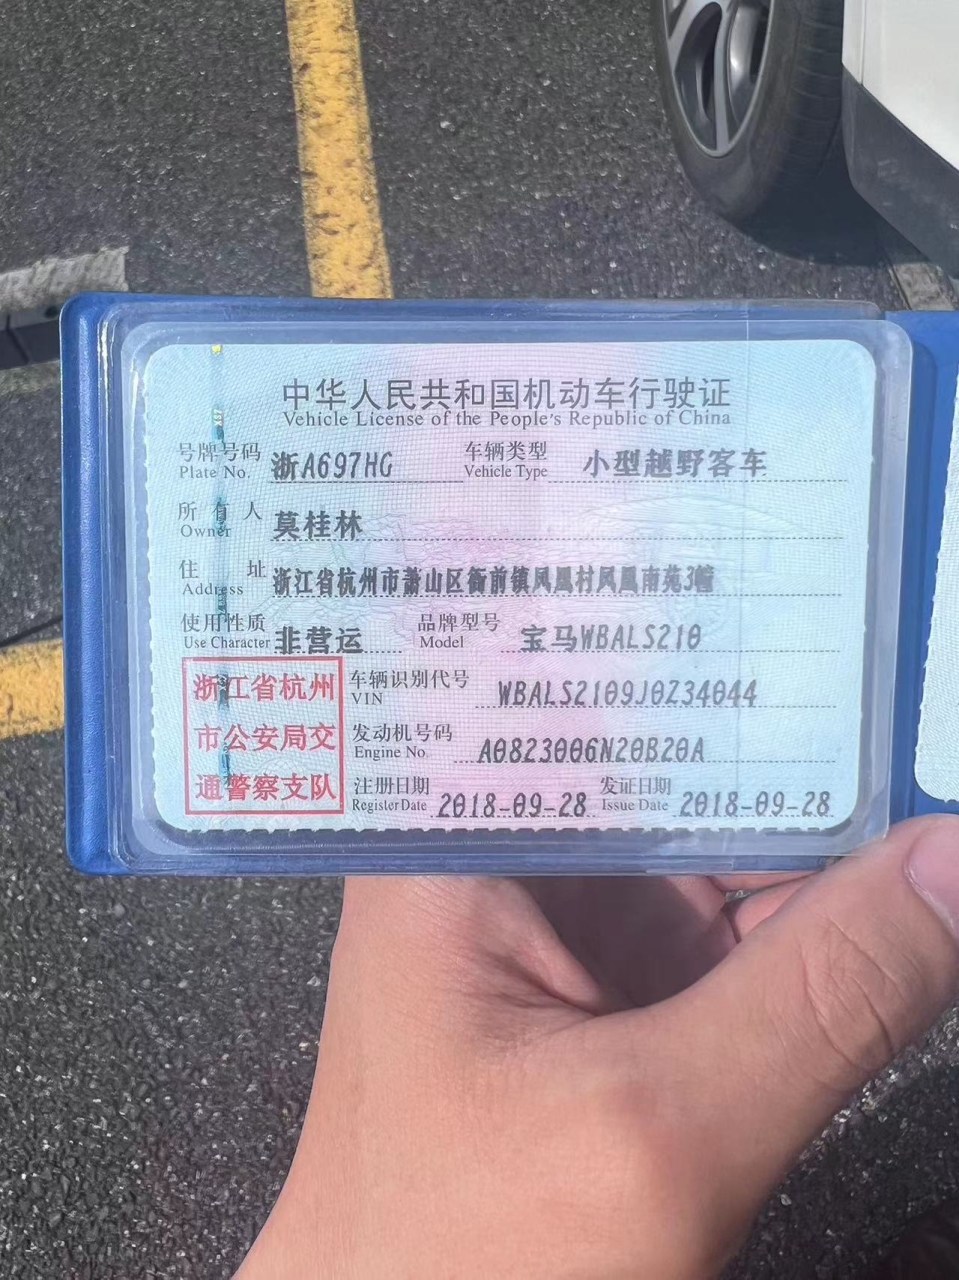 中华人民共和国机动车行驶证
Vehicle License of the People's Republic of China
号牌号码 浙A697HG 车辆类型 小型越野客车
Plate No. Vehicle Type
所有人 莫桂林
Owner
住址 浙江省杭州市萧山区衙前镇凤凰村凤凰南苑3幢
Address
使用性质 非营运 品牌型号 宝马WBALS210
Use Character Model
浙江省杭州 车辆识别代号 WBALS2109J0Z34044
VIN
市公安局交 发动机号码 A0823006N20B20A
Engine No.
通警察支队 注册日期 2018-09-28 发证日期 2018-09-28
Register Date Issue Date